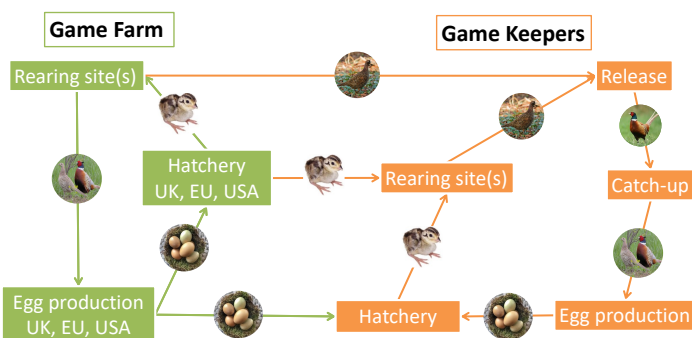 Game Farm
Game Keepers
Rearing site(s)
Release
Hatchery
UK, EU, USA
Rearing site(s)
Catch-up
Egg production
UK, EU, USA
Hatchery
Egg production